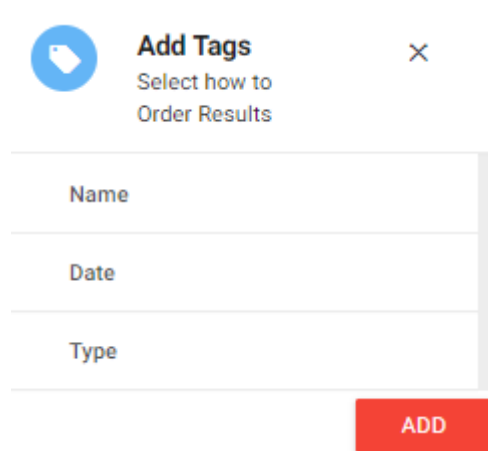 Add Tags
Select how to
Order Results
Name
Date
Type
ADD